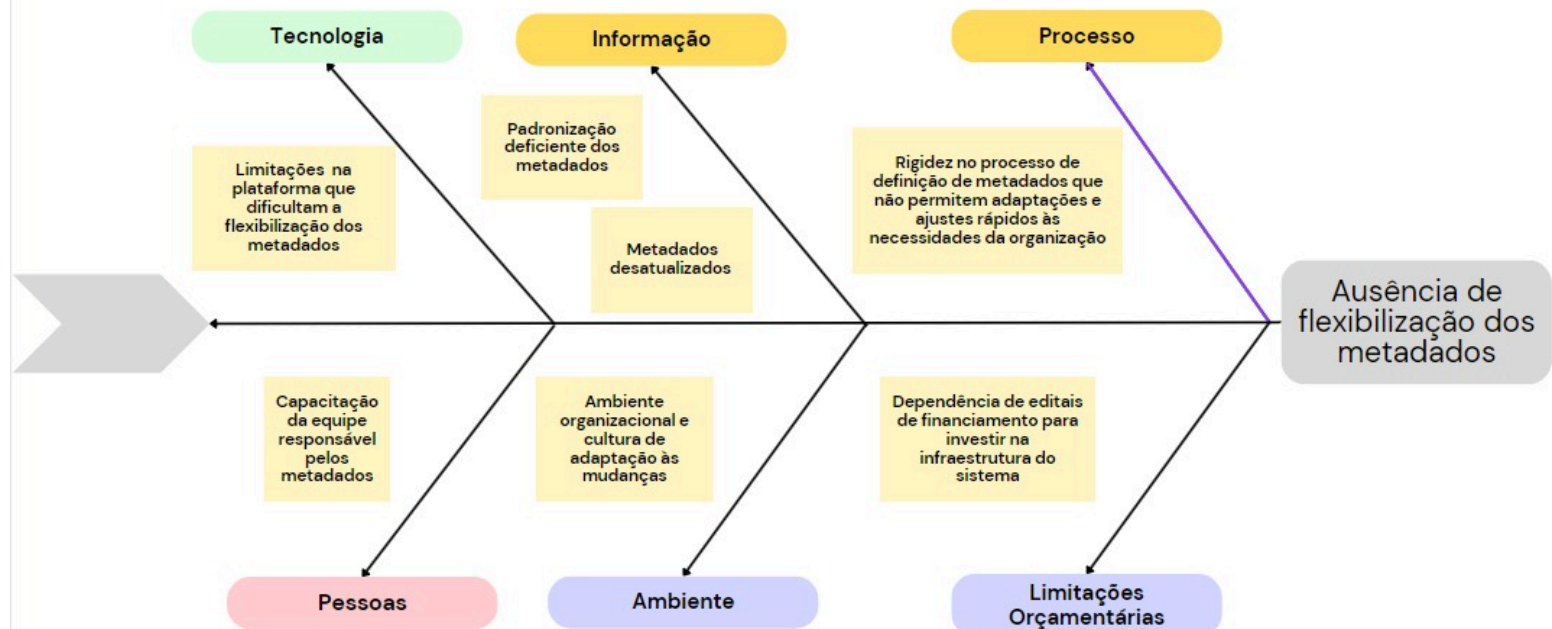 Tecnologia
Informação
Processo
Padronização
deficiente dos
metadados
Limitações na
plataforma que
dificultam a
flexibilização dos
metadados
Rigidez no processo de
definição de metadados que
não permitem adaptações e
ajustes rápidos às
necessidades da organização
Metadados
desatualizados
Ausência de
flexibilização dos
metadados
Capacitação
da equipe
responsável
pelos
metadados
Ambiente
organizacional e
cultura de
adaptação às
mudanças
Dependência de editais
de financiamento para
investir na
infraestrutura do
sistema
Pessoas
Ambiente
Limitações
Orçamentárias